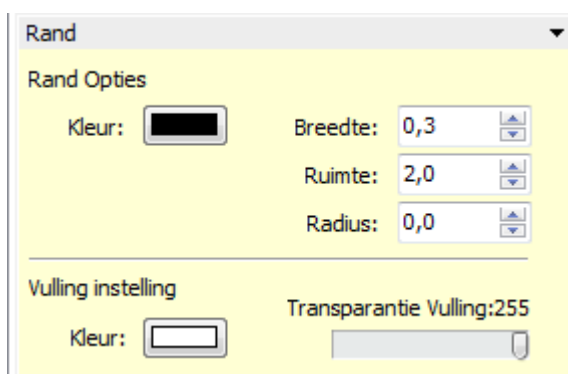 Rand
Rand Opties
Kleur: Breedte: 0,3
Ruimte: 2,0
Radius: 0,0
Vulling instelling
Transparantie Vulling:255
Kleur: